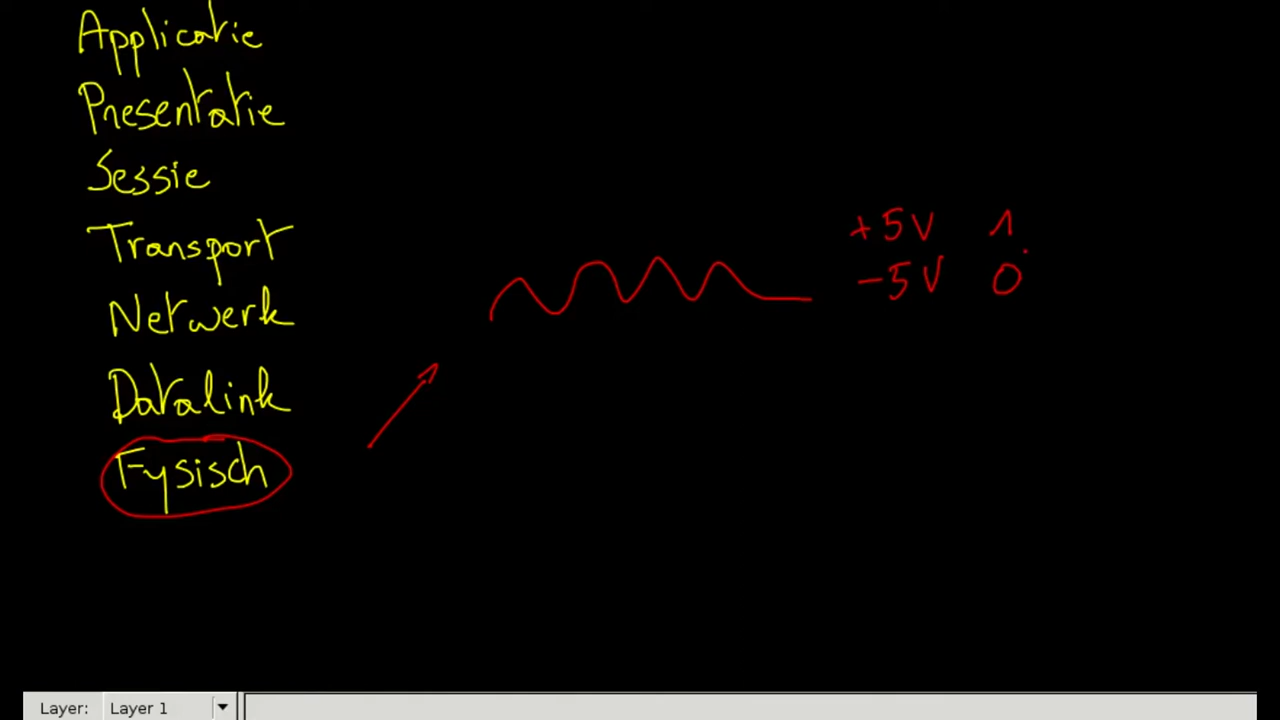 Applicatie
Presentatie
Sessie
Transport
+5V 1
-5V 0
Netwerk
Datalink
Fysisch
Layer: Layer 1